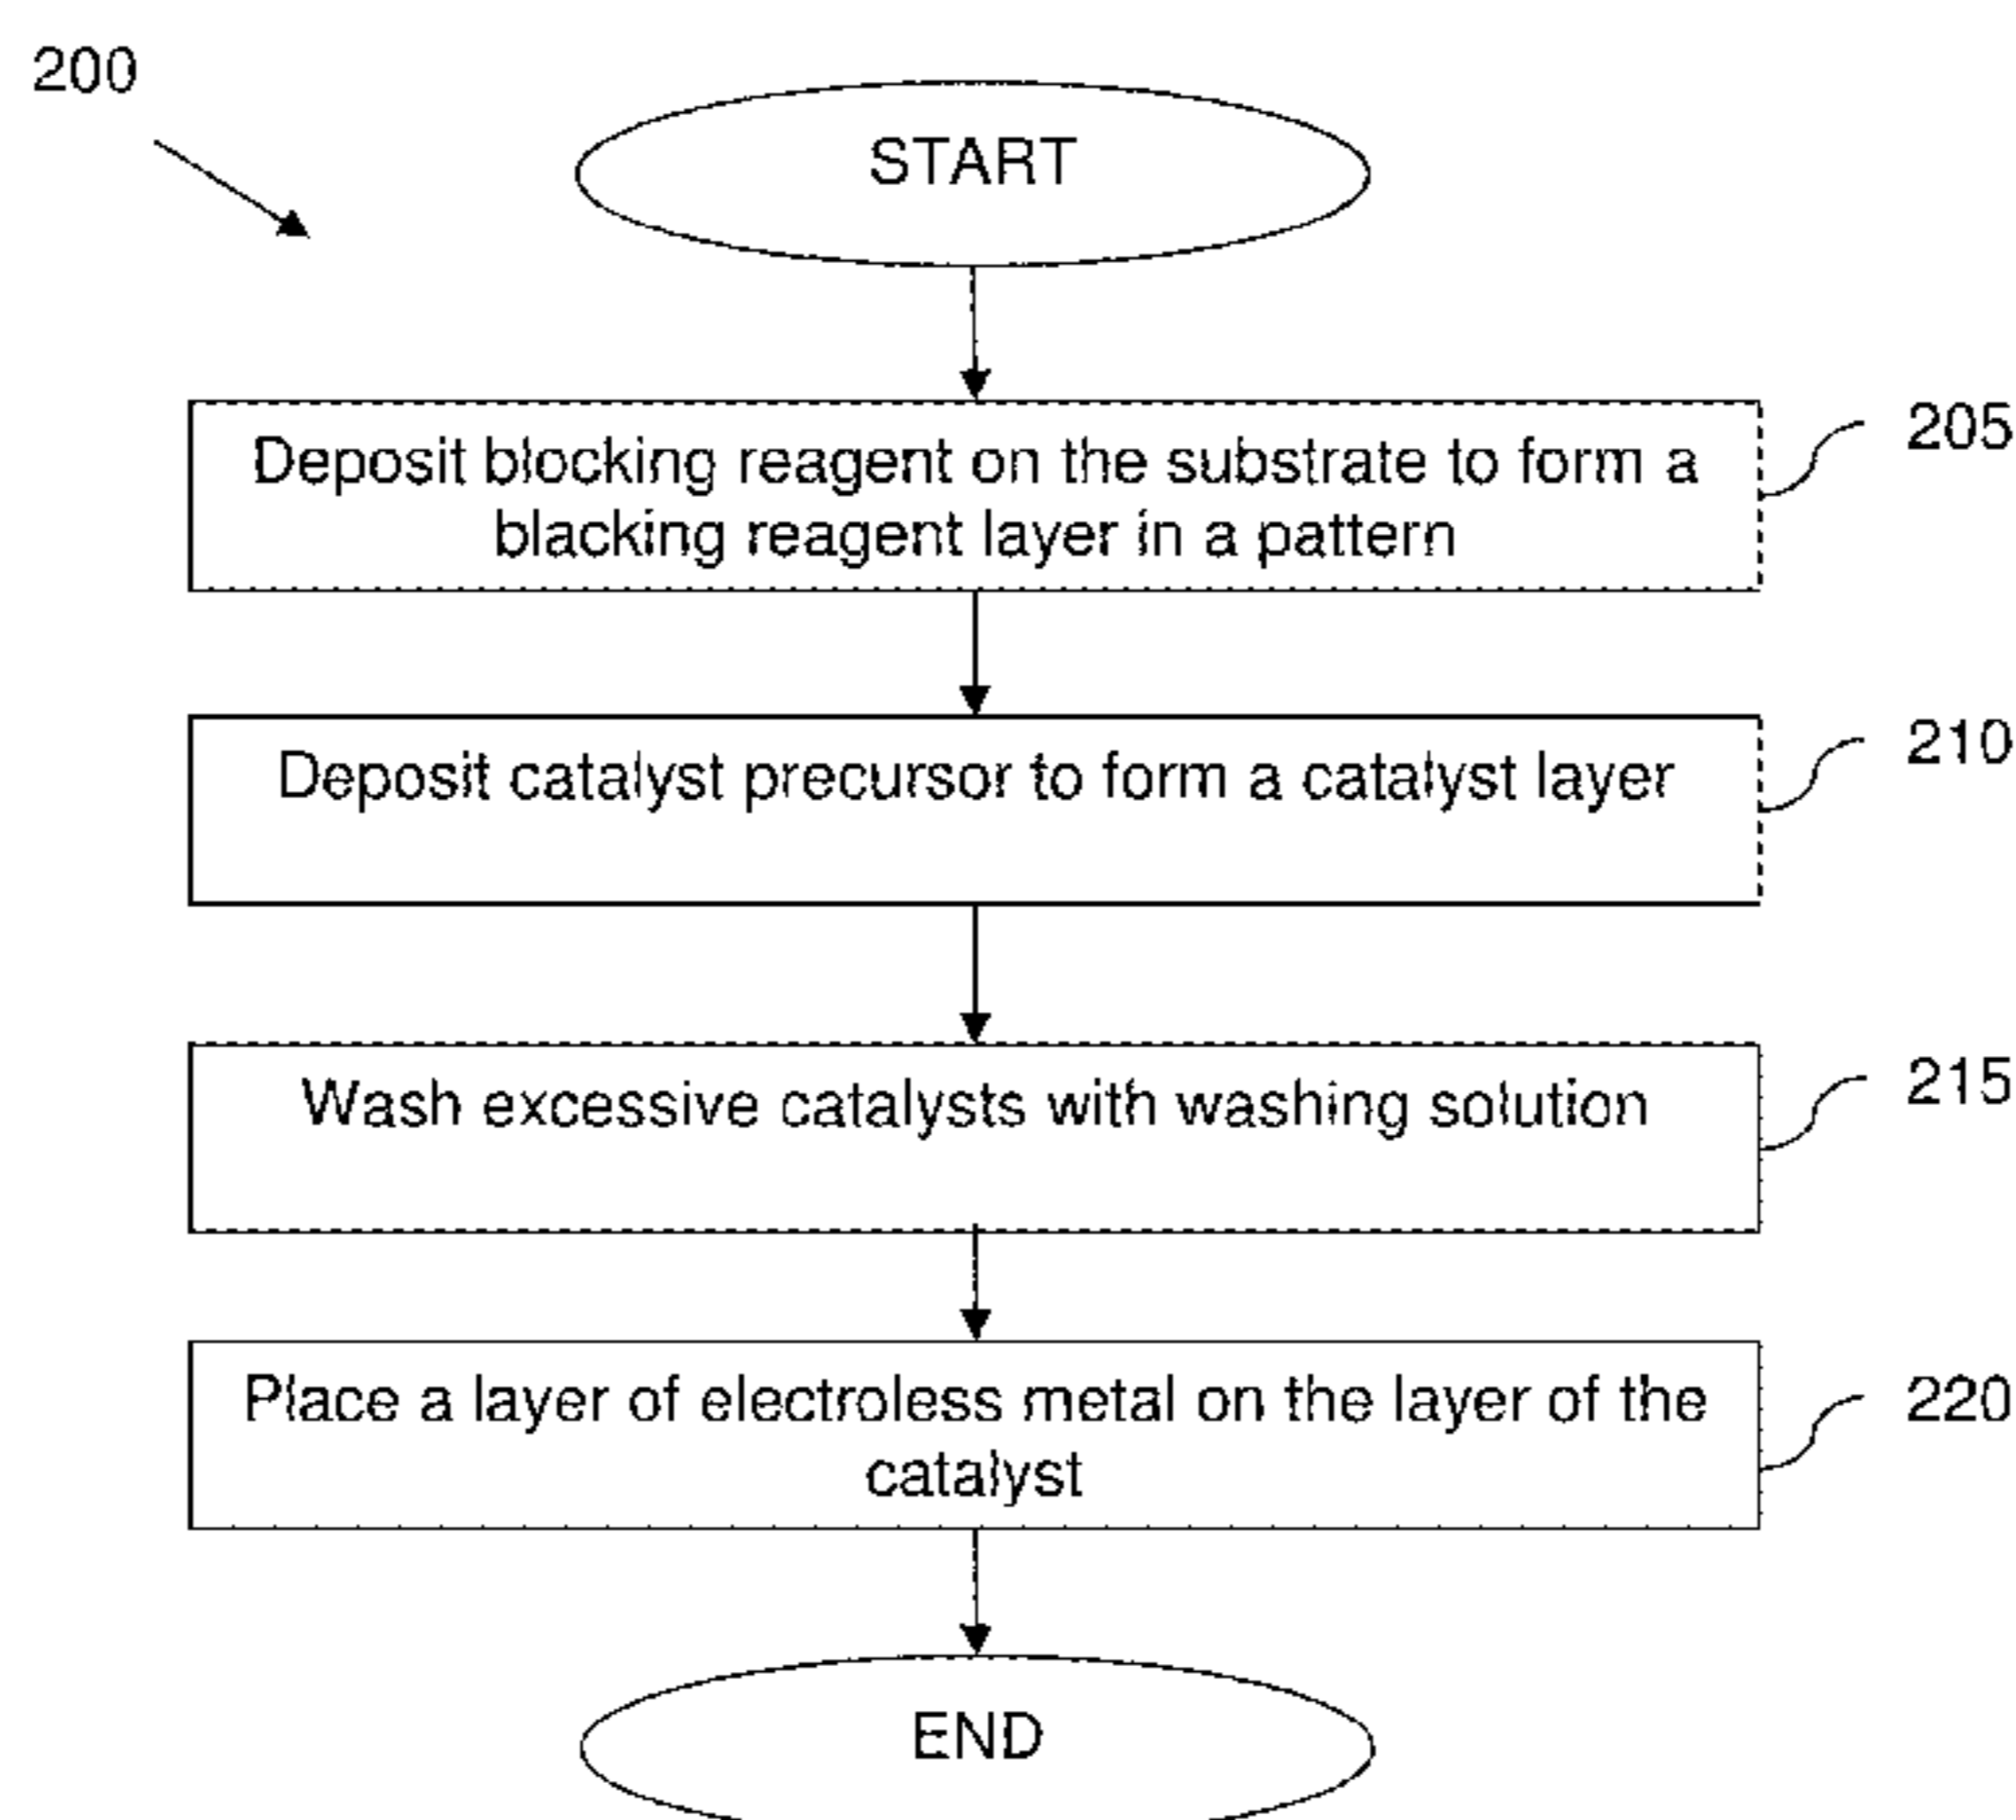 200
START
Deposit blocking reagent on the substrate to form a
blacking reagent layer in a pattern
205
Deposit catalyst precursor to form a catalyst layer
210
Wash excessive catalysts with washing solution
215
Place a layer of electroless metal on the layer of the
catalyst
220
END